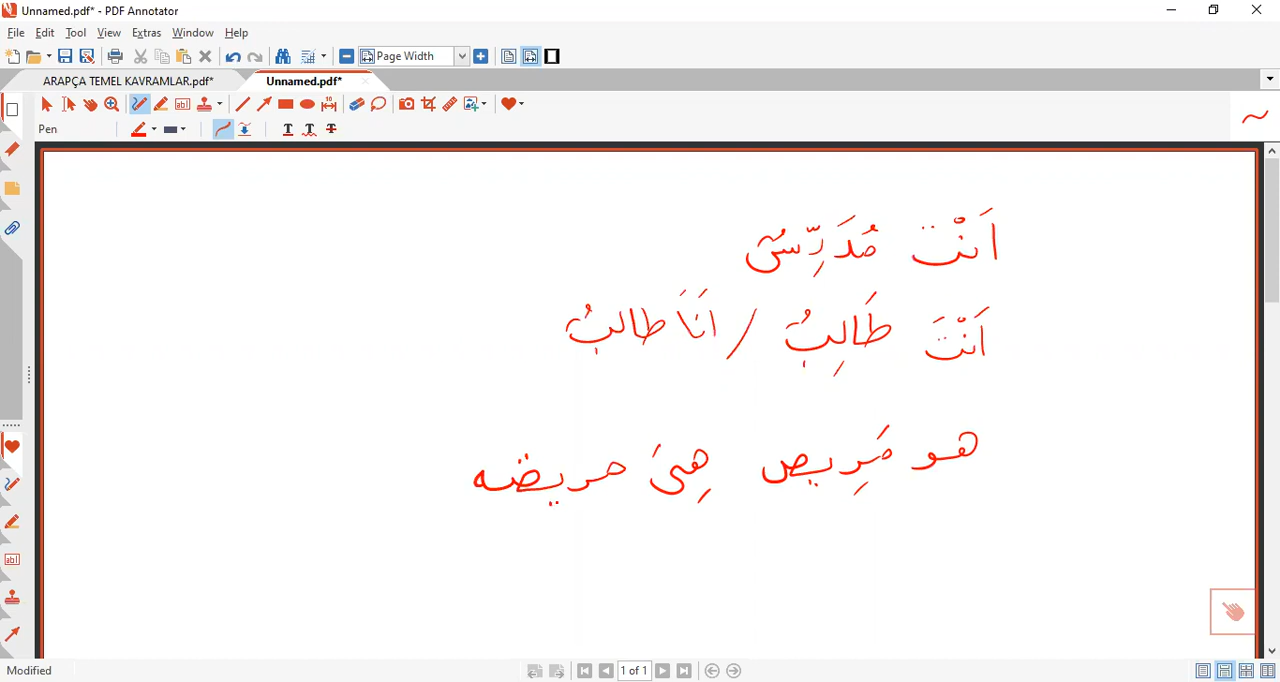 Unnamed.pdf* - PDF Annotator
File Edit Tool View Extras Window Help
Page Width
ARAPÇA TEMEL KAVRAMLAR.pdf* Unnamed.pdf*
Pen
اَنْت مُدَرِّسُ
اَنْتَ طَالِبُ / اَنَا طالبُ
هو مَرِيض هِىَ مريضه
1 of 1
Modified